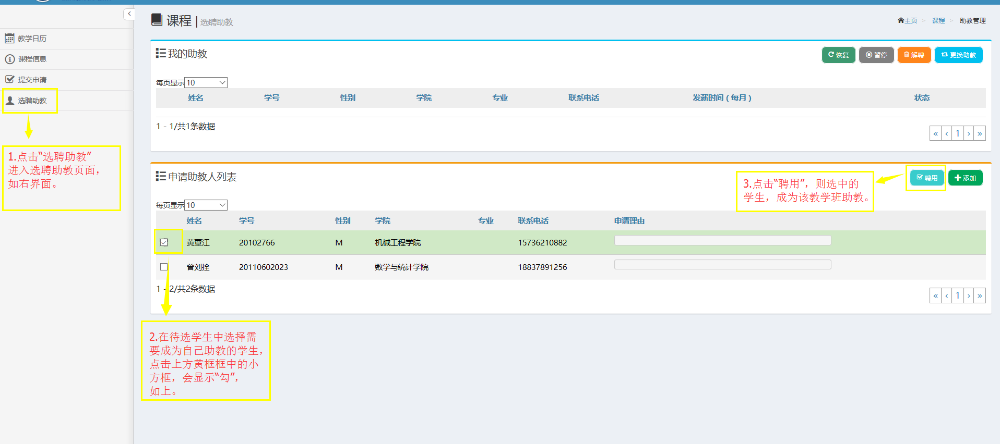 课程 | 选聘助教
主页 > 课程 > 助教管理
教学日历
课程信息
提交申请
选聘助教
1.点击“选聘助教”
进入选聘助教页面，
如右界面。
我的助教
恢复 暂停 解聘 更换助教
每页显示 10
姓名 学号 性别 学院 专业 联系电话 发薪时间（每月） 状态
1 - 1/共1条数据
« ‹ 1 › »
申请助教人列表
3.点击“聘用”，则选中的
学生，成为该教学班助教。
聘用 添加
每页显示 10
姓名 学号 性别 学院 专业 联系电话 申请理由
黄覃江 20102766 M 机械工程学院 15736210882
曾刘拴 20110602023 M 数学与统计学院 18837891256
1 - 2/共2条数据
« ‹ 1 › »
2.在待选学生中选择需
要成为自己助教的学生，
点击上方黄框框中的小
方框，会显示“勾”，
如上。